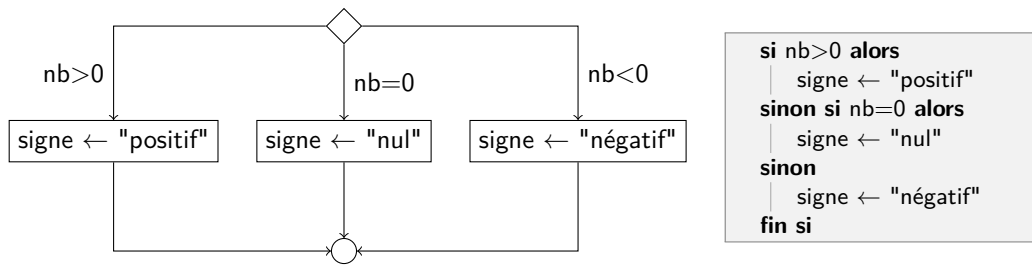 nb>0
nb=0
nb<0
signe ← "positif"
signe ← "nul"
signe ← "négatif"
si nb>0 alors
signe ← "positif"
sinon si nb=0 alors
signe ← "nul"
sinon
signe ← "négatif"
fin si